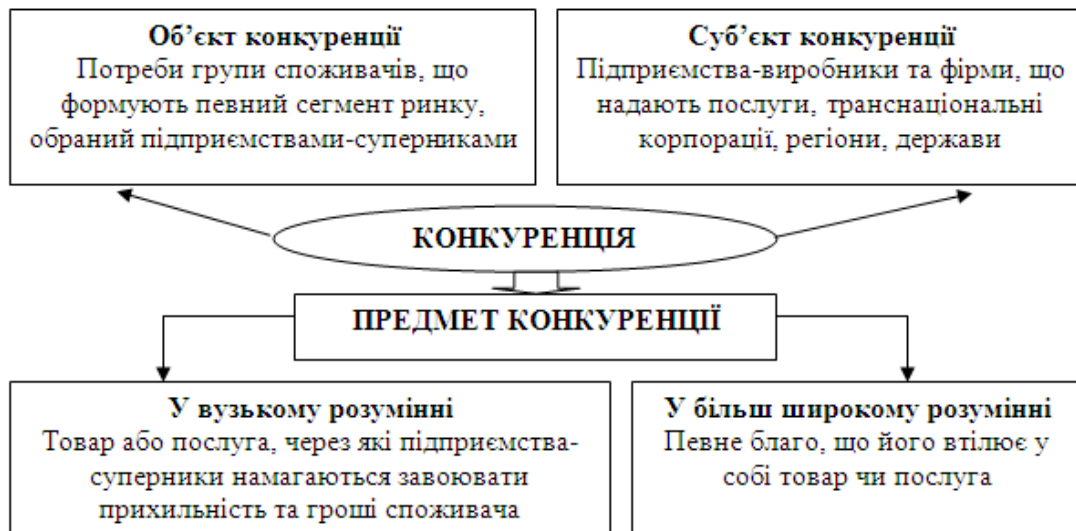 Об’єкт конкуренції
Потреби групи споживачів, що
формують певний сегмент ринку,
обраний підприємствами-суперниками
Суб’єкт конкуренції
Підприємства-виробники та фірми, що
надають послуги, транснаціональні
корпорації, регіони, держави
КОНКУРЕНЦІЯ
ПРЕДМЕТ КОНКУРЕНЦІЇ
У вузькому розумінні
Товар або послуга, через які підприємства-
суперники намагаються завоювати
прихильність та гроші споживача
У більш широкому розумінні
Певне благо, що його втілює у
собі товар чи послуга